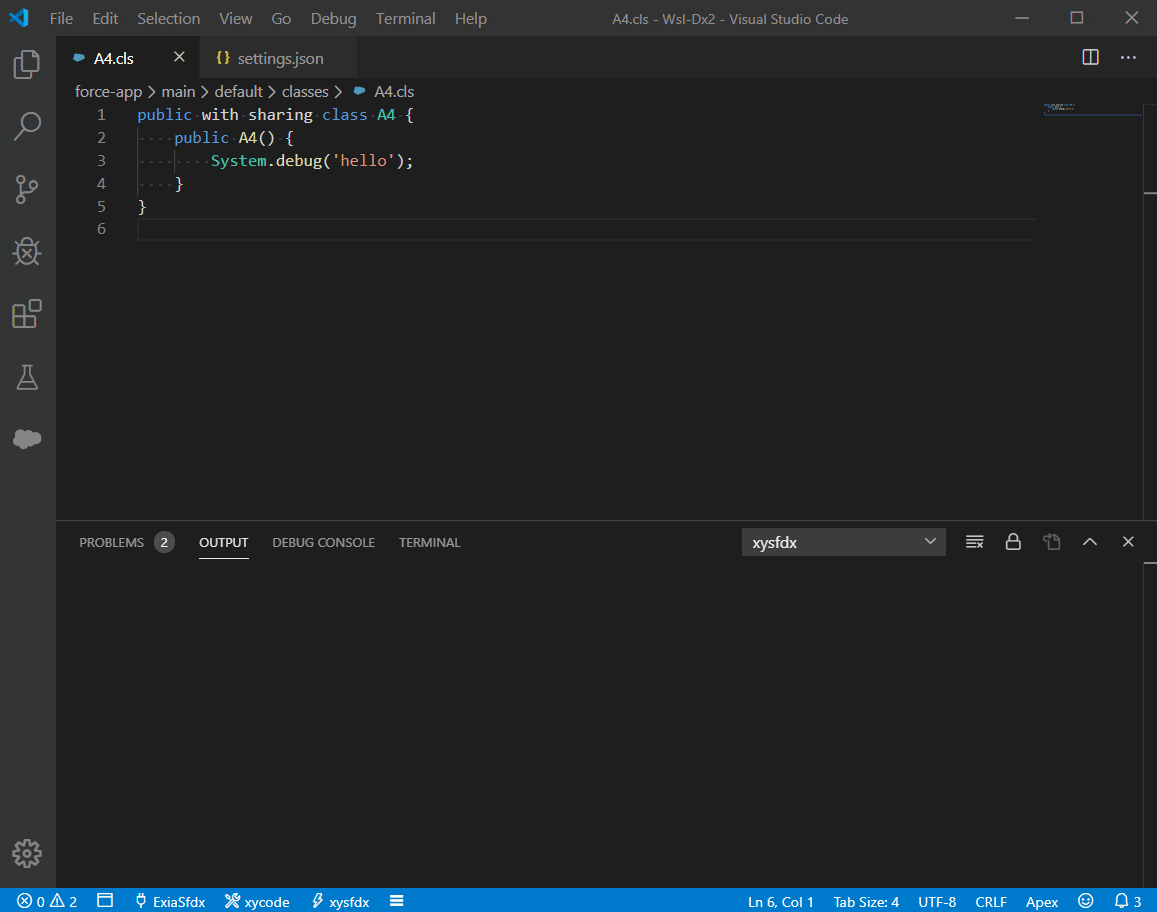 File Edit Selection View Go Debug Terminal Help A4.cls - Wsl-Dx2 - Visual Studio Code
A4.cls {} settings.json
force-app > main > default > classes > A4.cls
1 public with sharing class A4 {
2 public A4() {
3 System.debug('hello');
4 }
5 }
6
PROBLEMS 2 OUTPUT DEBUG CONSOLE TERMINAL xysfdx
0 2 ExiaSfdx xycode xysfdx Ln 6, Col 1 Tab Size: 4 UTF-8 CRLF Apex 3